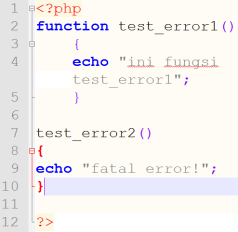 1 <?php
2 function test_error1()
3 {
4 echo "ini fungsi
test_error1";
5 }
6
7 test_error2()
8 {
9 echo "fatal error!";
10 }
11
12 ?>